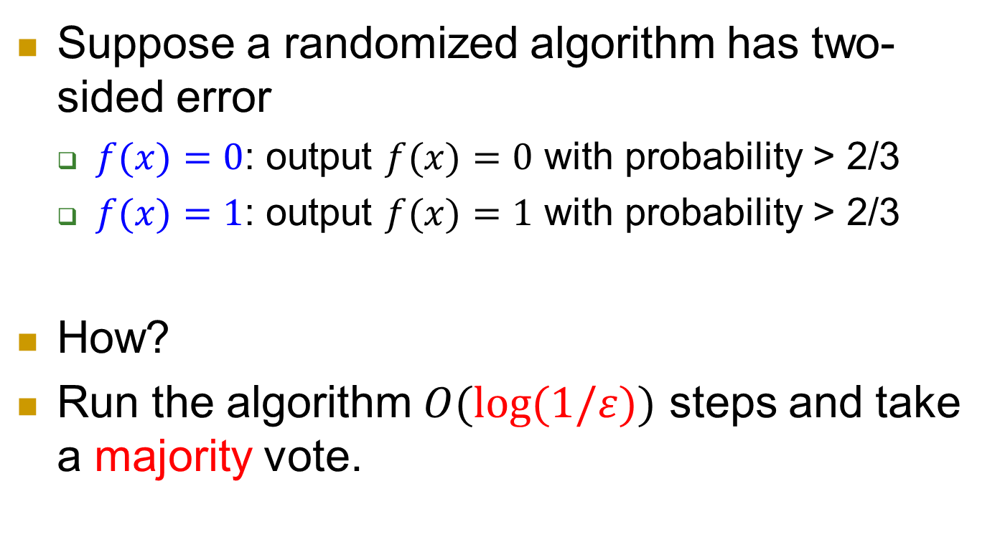 Suppose a randomized algorithm has two-
sided error
f(x) = 0: output f(x) = 0 with probability > 2/3
f(x) = 1: output f(x) = 1 with probability > 2/3
How?
Run the algorithm O(log(1/ε)) steps and take
a majority vote.